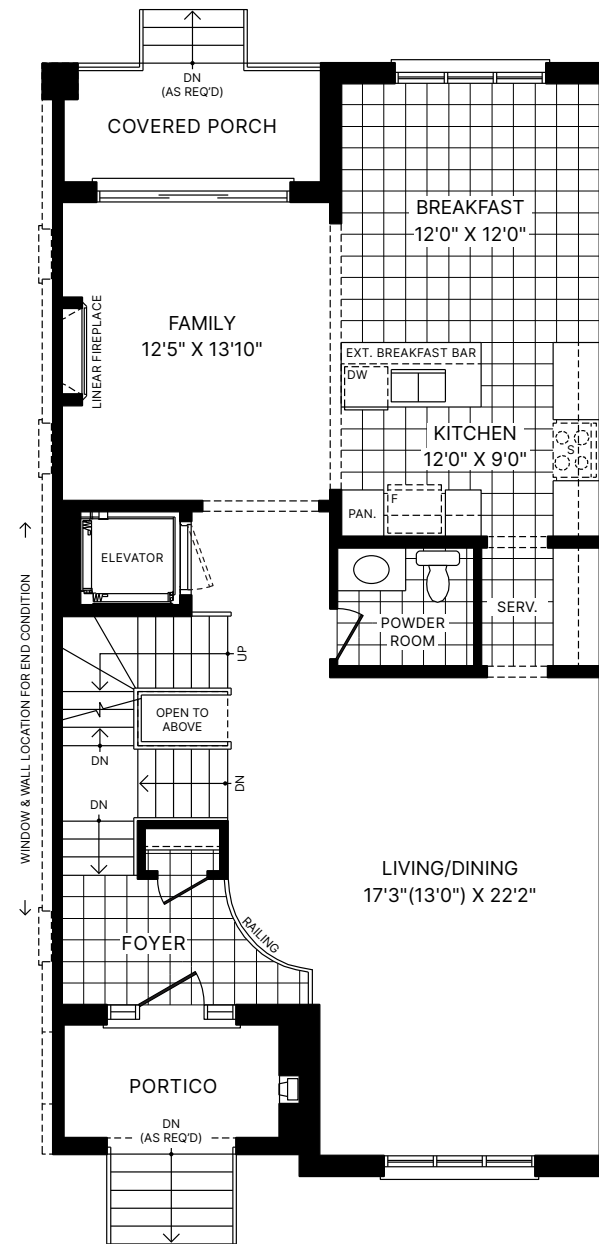 DN
(AS REQ'D)
COVERED PORCH
BREAKFAST
12'0" X 12'0"
FAMILY
12'5" X 13'10"
LINEAR FIREPLACE
EXT. BREAKFAST BAR
DW
KITCHEN
12'0" X 9'0"
S
F
PAN.
ELEVATOR
SERV.
POWDER
ROOM
UP
OPEN TO
ABOVE
DN
DN
DN
WINDOW & WALL LOCATION FOR END CONDITION
LIVING/DINING
17'3"(13'0") X 22'2"
RAILING
FOYER
PORTICO
DN
(AS REQ'D)